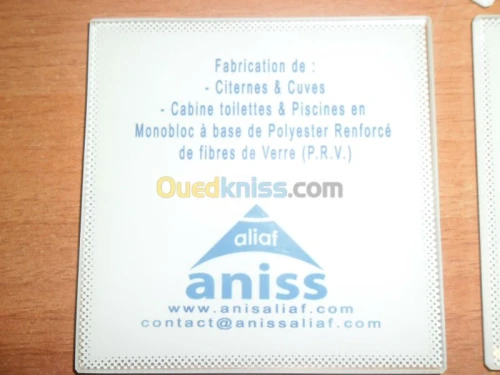 Fabrication de :
- Citernes & Cuves
- Cabine toilettes & Piscines en
Monobloc à base de Polyester Renforcé
de fibres de Verre (P.R.V.)
Ouedkniss.com
aliaf
aniss
www.anisaliaf.com
contact@anissaliaf.com